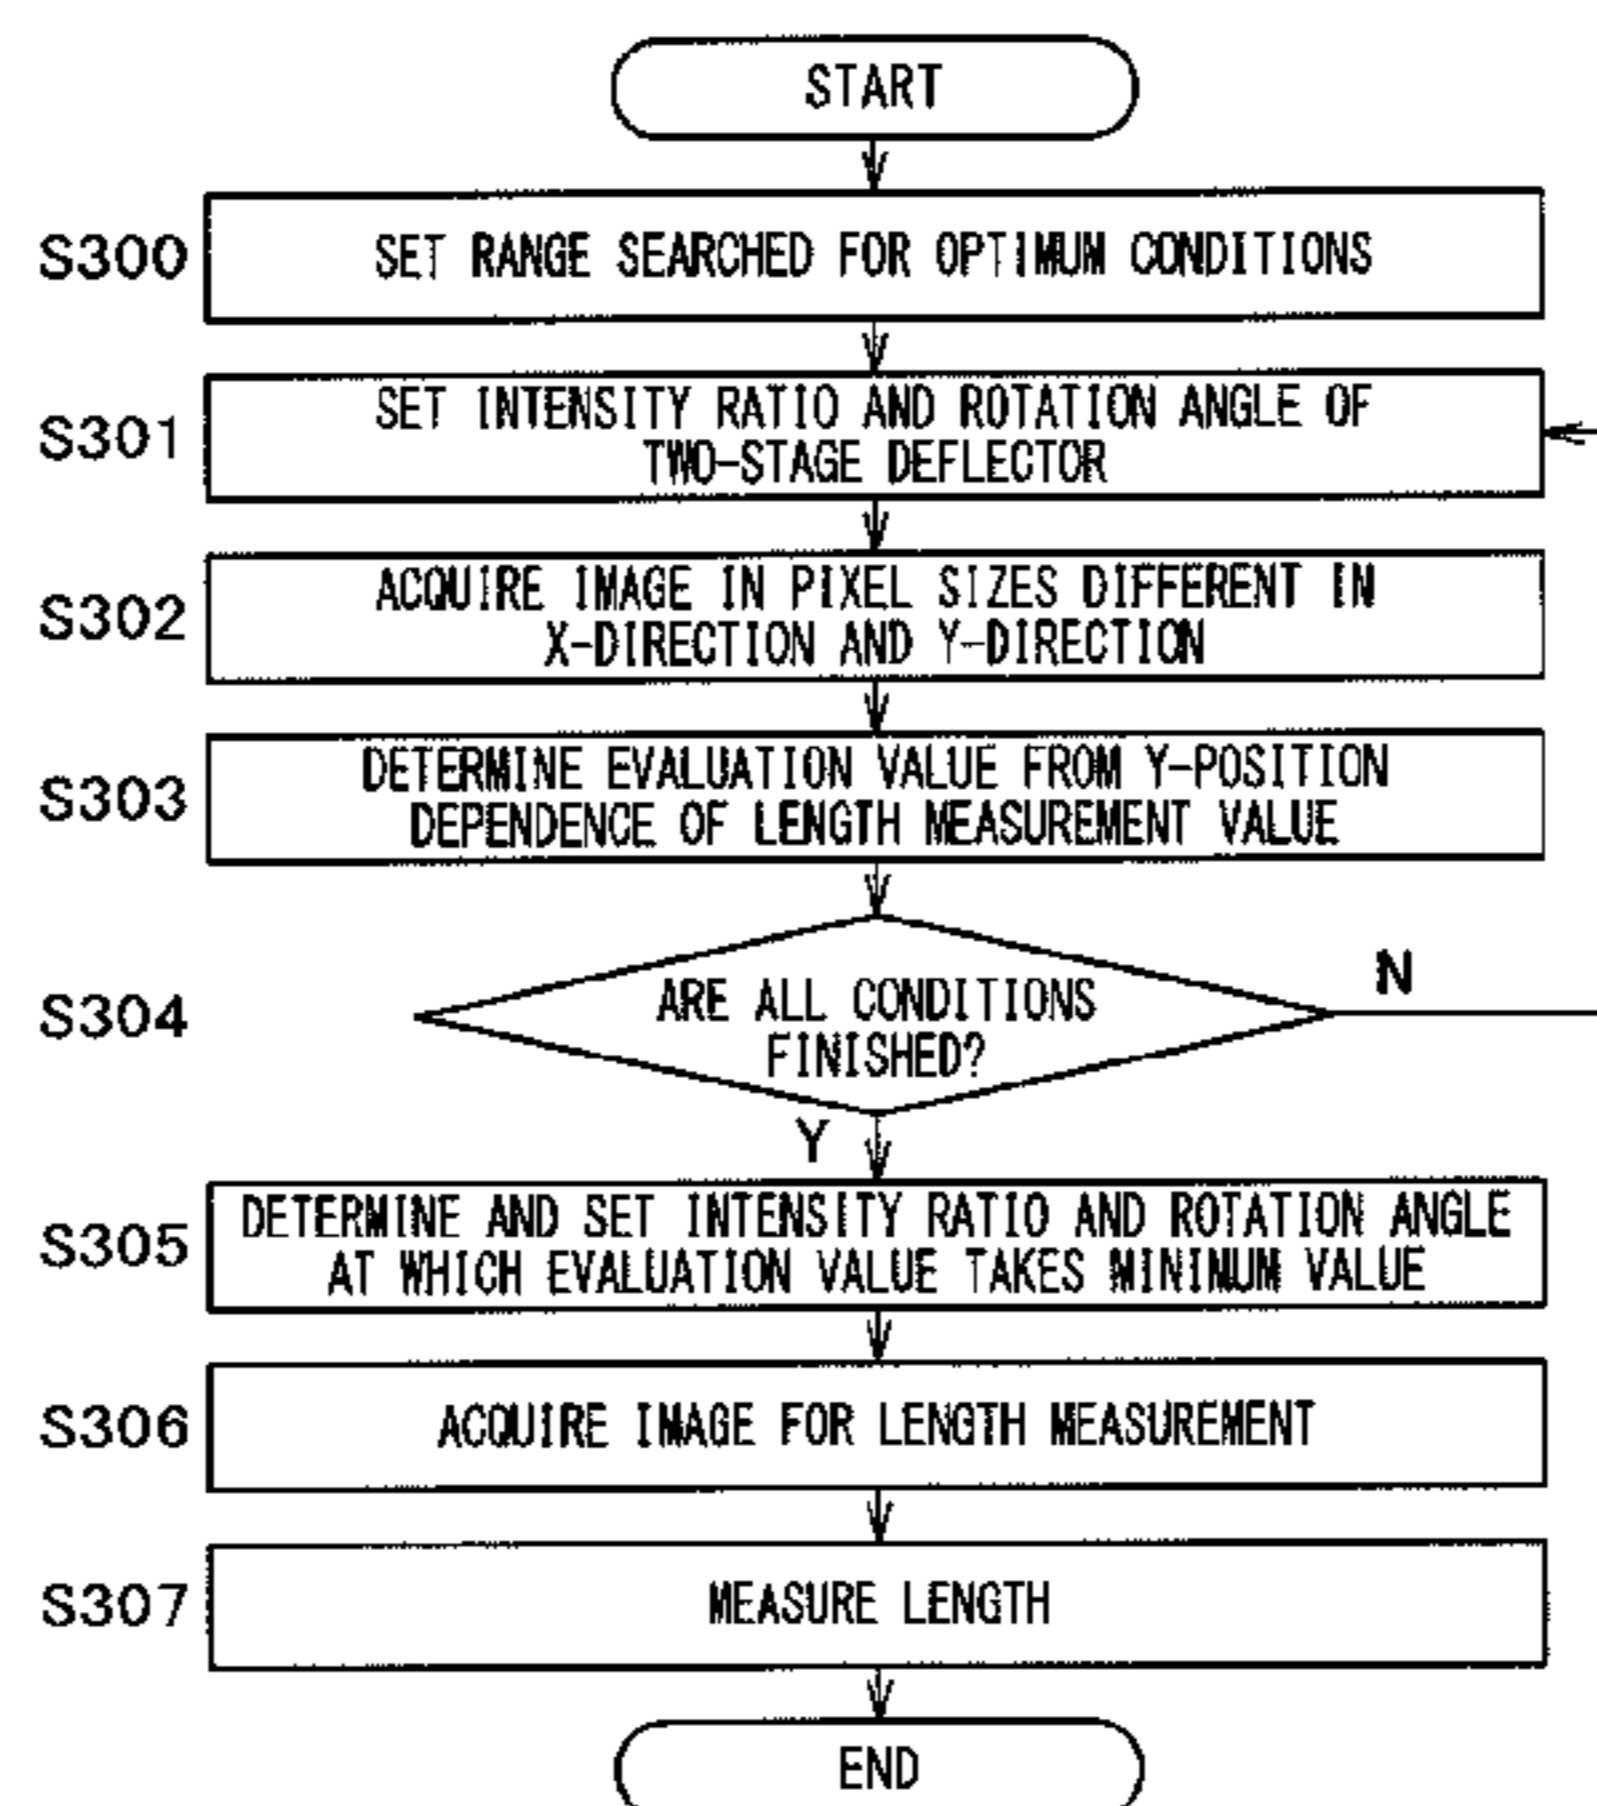 START
S300
SET RANGE SEARCHED FOR OPTIMUM CONDITIONS
S301
SET INTENSITY RATIO AND ROTATION ANGLE OF
TWO-STAGE DEFLECTOR
S302
ACQUIRE IMAGE IN PIXEL SIZES DIFFERENT IN
X-DIRECTION AND Y-DIRECTION
S303
DETERMINE EVALUATION VALUE FROM Y-POSITION
DEPENDENCE OF LENGTH MEASUREMENT VALUE
S304
ARE ALL CONDITIONS
FINISHED?
N
Y
S305
DETERMINE AND SET INTENSITY RATIO AND ROTATION ANGLE
AT WHICH EVALUATION VALUE TAKES MINIMUM VALUE
S306
ACQUIRE IMAGE FOR LENGTH MEASUREMENT
S307
MEASURE LENGTH
END